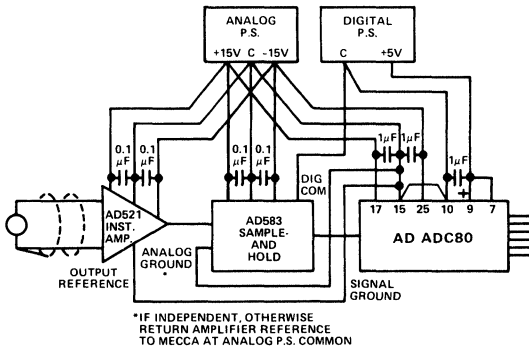 ANALOG
P.S.
+15V C -15V
DIGITAL
P.S.
C +5V
0.1
µF
0.1
µF
0.1
µF
0.1
µF
1µF
1µF
1µF
+
DIG
COM
17 15 25 10 9 7
AD521
INST.
AMP.
AD583
SAMPLE-
AND
HOLD
AD ADC80
OUTPUT
REFERENCE
ANALOG
GROUND
*
SIGNAL
GROUND
*IF INDEPENDENT, OTHERWISE
RETURN AMPLIFIER REFERENCE
TO MECCA AT ANALOG P.S. COMMON